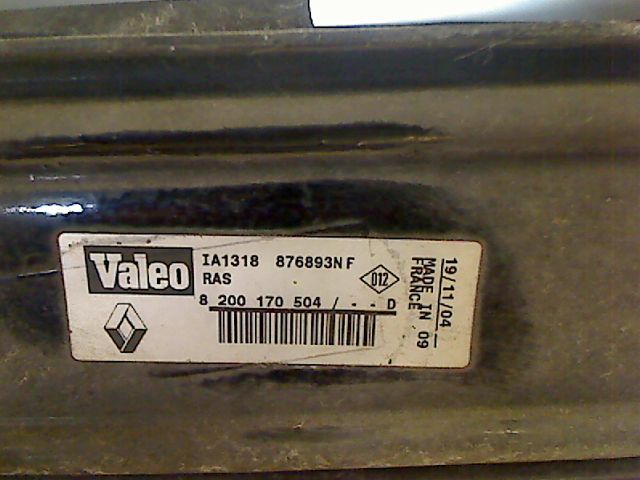 Valeo
IA1318 876893N F
RAS
8 200 170 504 / - - D
D12
19/11/04
MADE IN 09
FRANCE